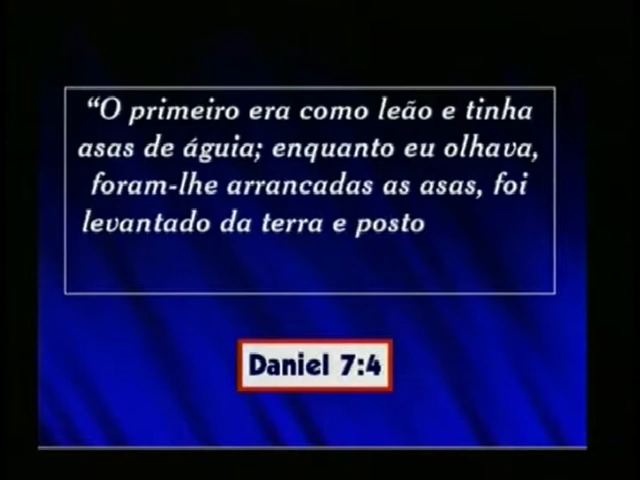 “O primeiro era como leão e tinha
asas de águia; enquanto eu olhava,
foram-lhe arrancadas as asas, foi
levantado da terra e posto
Daniel 7:4